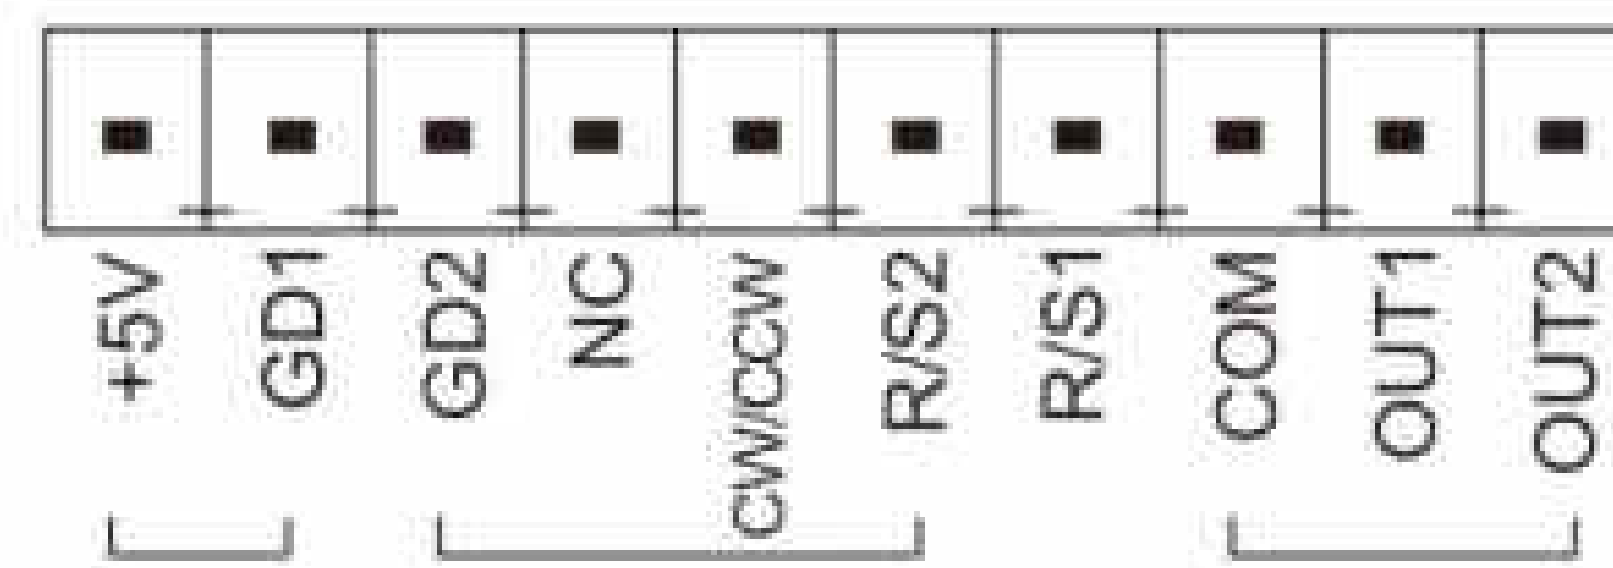 +5V
GD1
GD2
NC
CW/CCW
R/S2
R/S1
COM
OUT1
OUT2